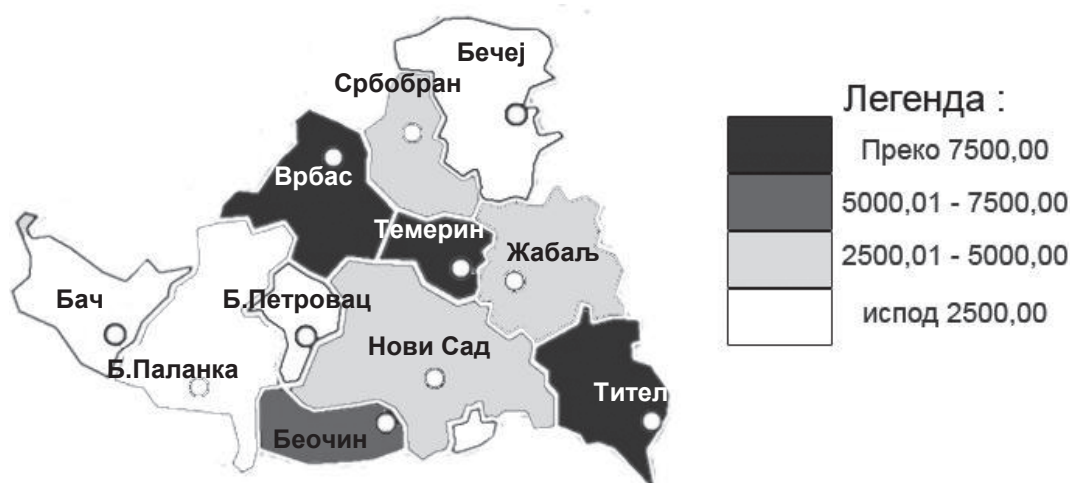 Бечеј
Србобран
Врбас
Темерин
Жабаљ
Бач
Б.Петровац
Нови Сад
Б.Паланка
Тител
Беочин
Легенда :
Преко 7500,00
5000,01 - 7500,00
2500,01 - 5000,00
испод 2500,00